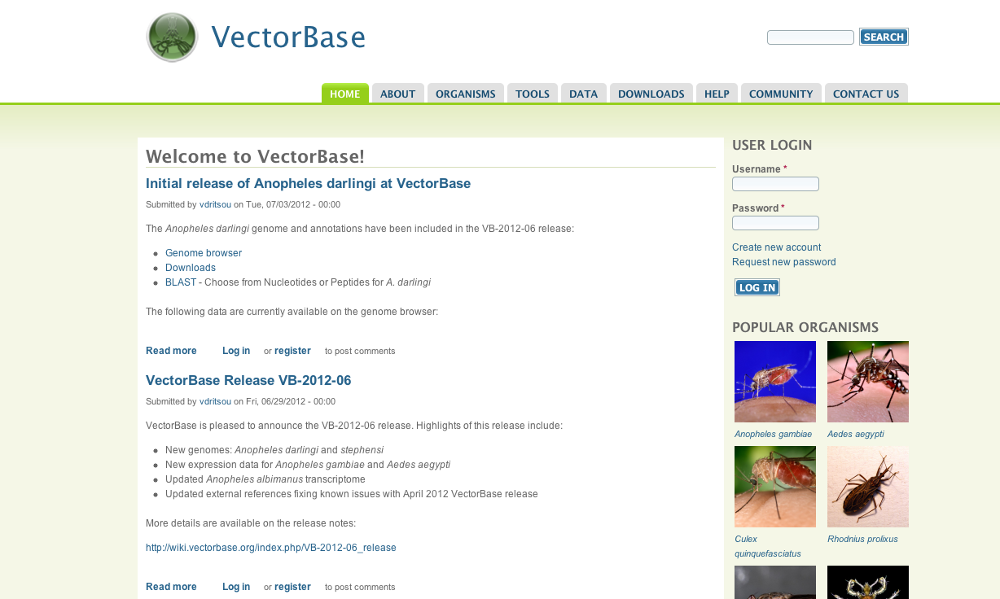 VectorBase
SEARCH
HOME ABOUT ORGANISMS TOOLS DATA DOWNLOADS HELP COMMUNITY CONTACT US
Welcome to VectorBase!
Initial release of Anopheles darlingi at VectorBase
Submitted by vdritsou on Tue, 07/03/2012 - 00:00
The Anopheles darlingi genome and annotations have been included in the VB-2012-06 release:
Genome browser
Downloads
BLAST - Choose from Nucleotides or Peptides for A. darlingi
The following data are currently available on the genome browser:
Read more Log in or register to post comments
VectorBase Release VB-2012-06
Submitted by vdritsou on Fri, 06/29/2012 - 00:00
VectorBase is pleased to announce the VB-2012-06 release. Highlights of this release include:
New genomes: Anopheles darlingi and stephensi
New expression data for Anopheles gambiae and Aedes aegypti
Updated Anopheles albimanus transcriptome
Updated external references fixing known issues with April 2012 VectorBase release
More details are available on the release notes:
http://wiki.vectorbase.org/index.php/VB-2012-06_release
Read more Log in or register to post comments
USER LOGIN
Username *
Password *
Create new account
Request new password
LOG IN
POPULAR ORGANISMS
Anopheles gambiae Aedes aegypti
Culex Rhodnius prolixus
quinquefasciatus